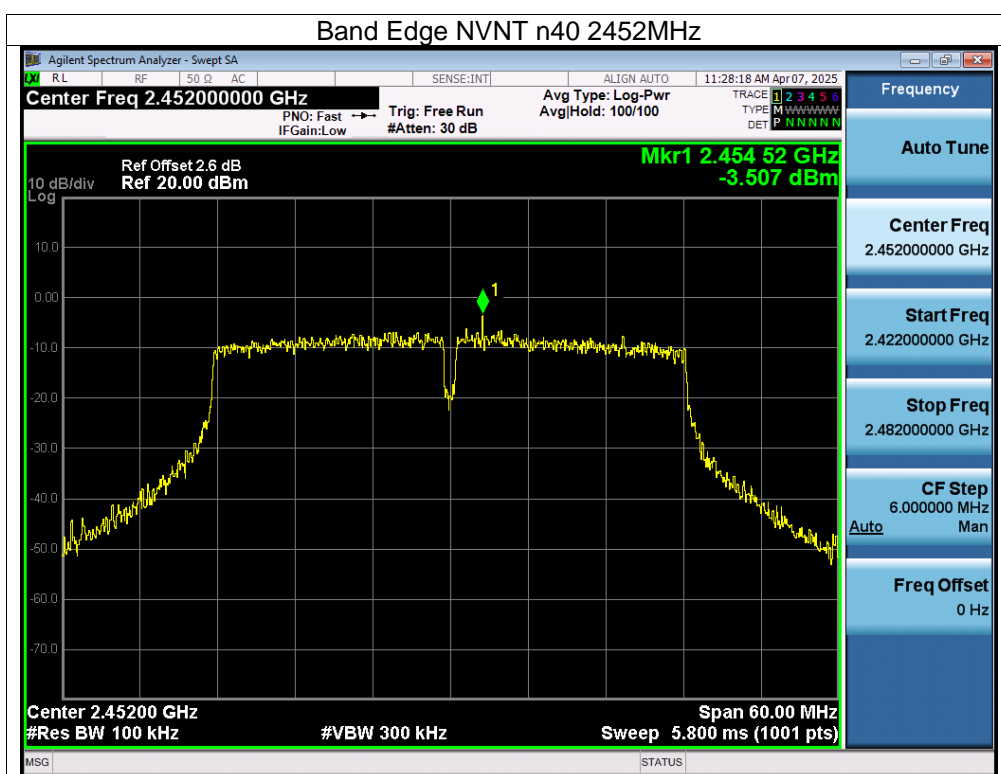 Band Edge NVNT n40 2452MHz
Agilent Spectrum Analyzer - Swept SA
LXI RL RF 50 Ω AC SENSE:INT ALIGN AUTO 11:28:18 AM Apr 07, 2025
Center Freq 2.452000000 GHz
PNO: Fast
IFGain:Low
Trig: Free Run
#Atten: 30 dB
Avg Type: Log-Pwr
Avg|Hold: 100/100
TRACE 1 2 3 4 5 6
TYPE M WWWWW
DET P N N N N N
Ref Offset 2.6 dB
10 dB/div Ref 20.00 dBm
Log
Mkr1 2.454 52 GHz
-3.507 dBm
10.0
0.00
-10.0
-20.0
-30.0
-40.0
-50.0
-60.0
-70.0
1
Center 2.45200 GHz Span 60.00 MHz
#Res BW 100 kHz #VBW 300 kHz Sweep 5.800 ms (1001 pts)
MSG STATUS
Frequency
Auto Tune
Center Freq
2.452000000 GHz
Start Freq
2.422000000 GHz
Stop Freq
2.482000000 GHz
CF Step
6.000000 MHz
Auto Man
Freq Offset
0 Hz